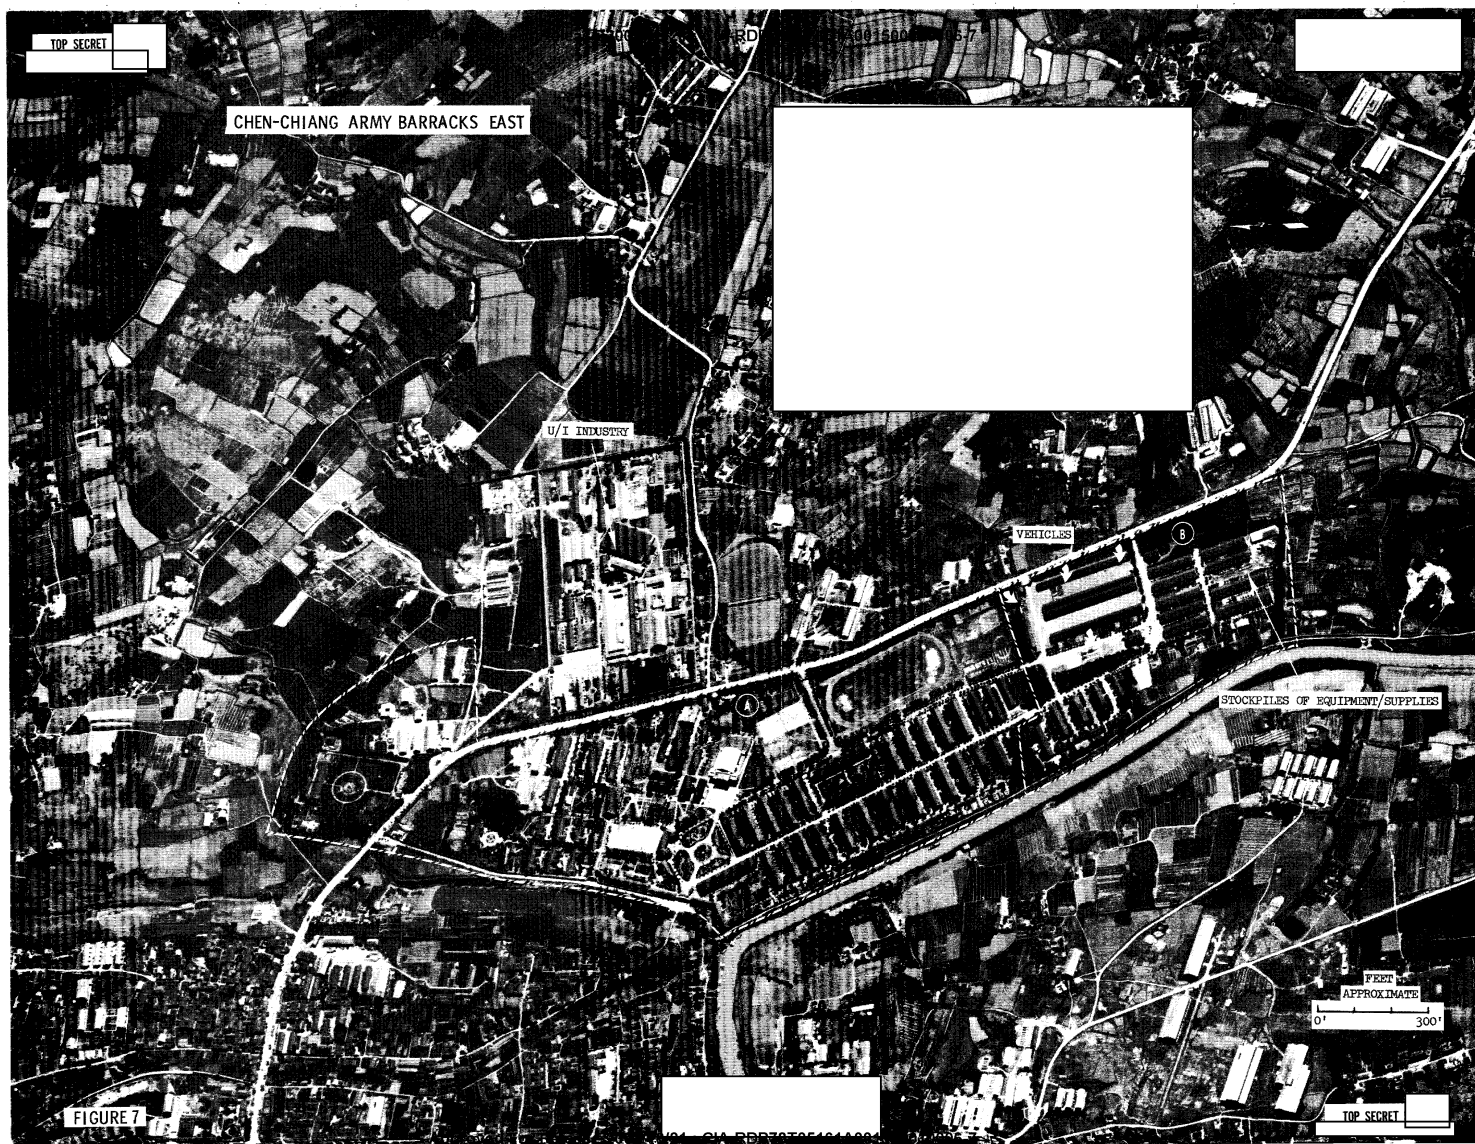 TOP SECRET
CHEN-CHIANG ARMY BARRACKS EAST
U/I INDUSTRY
VEHICLES
B
A
STOCKPILES OF EQUIPMENT/SUPPLIES
FEET
APPROXIMATE
0' 300'
FIGURE 7
TOP SECRET